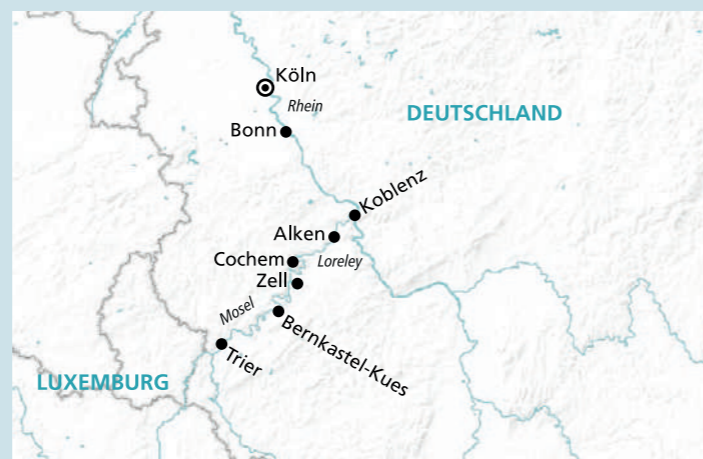 Köln
Rhein
DEUTSCHLAND
Bonn
Koblenz
Alken
Cochem
Loreley
Zell
Mosel
Bernkastel-Kues
Trier
LUXEMBURG